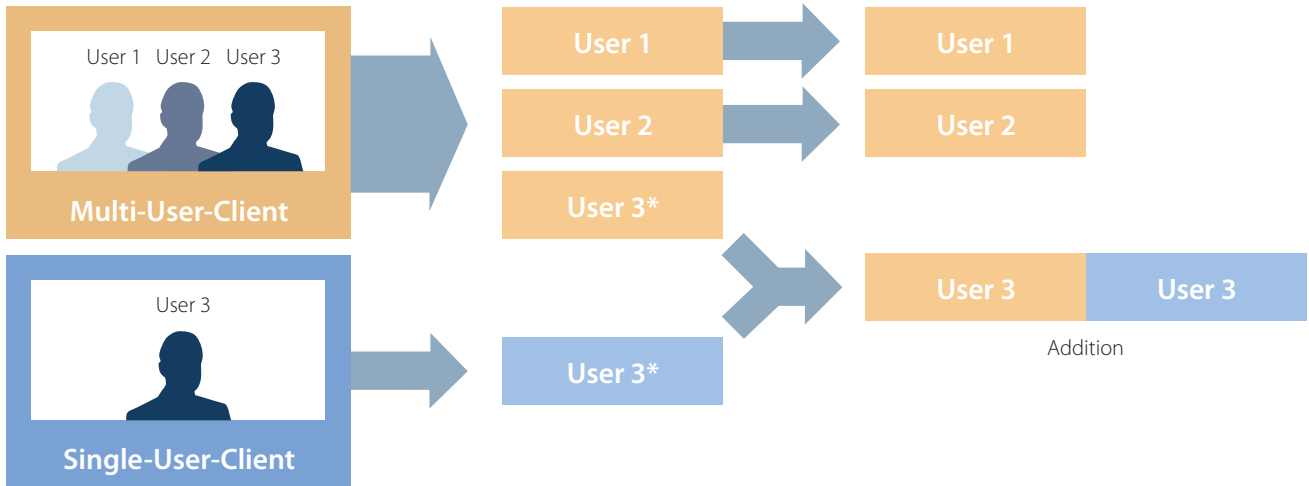 User 1 User 2 User 3
Multi-User-Client
User 3
Single-User-Client
User 1
User 2
User 3*
User 3*
User 1
User 2
User 3 User 3
Addition